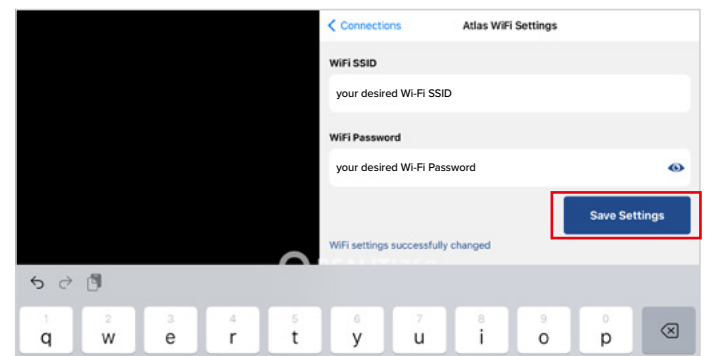 Connections
Atlas WiFi Settings
WiFi SSID
your desired Wi-Fi SSID
WiFi Password
your desired Wi-Fi Password
Save Settings
WiFi settings successfully changed
1 2 3 4 5 6 7 8 9 0
q w e r t y u i o p